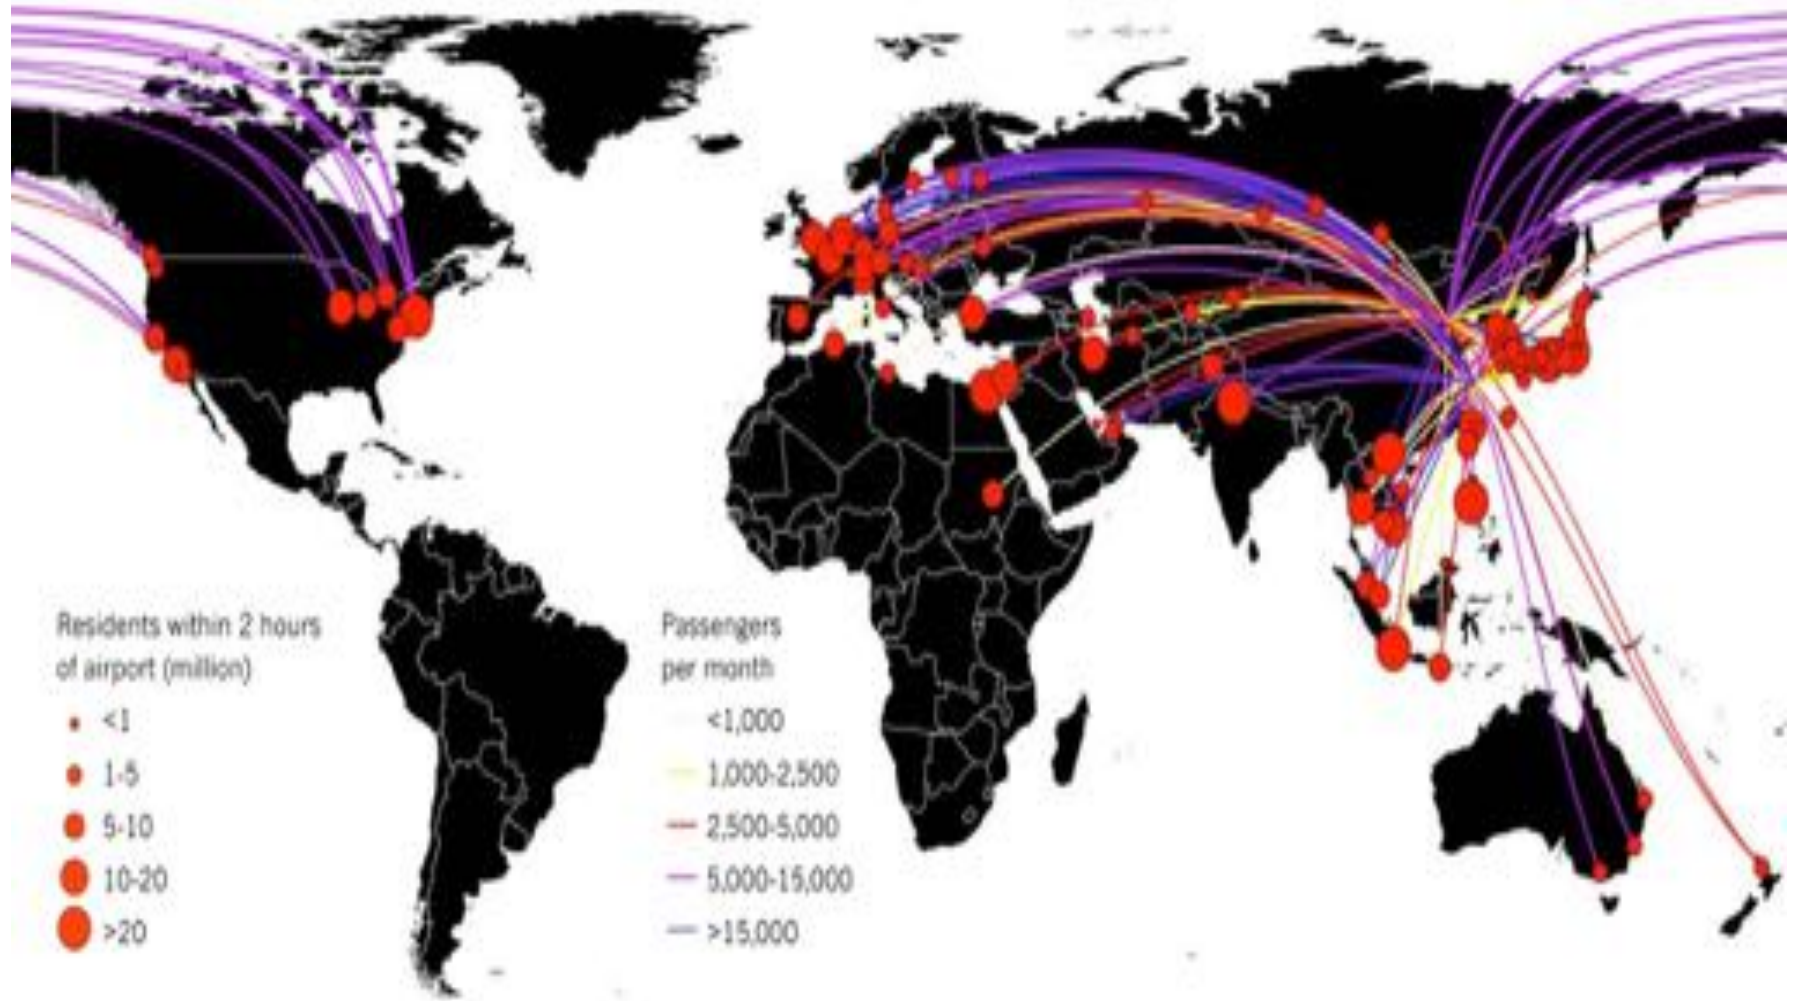 Residents within 2 hours
of airport (million)
<1
1-5
5-10
10-20
>20
Passengers
per month
<1,000
1,000-2,500
2,500-5,000
5,000-15,000
>15,000